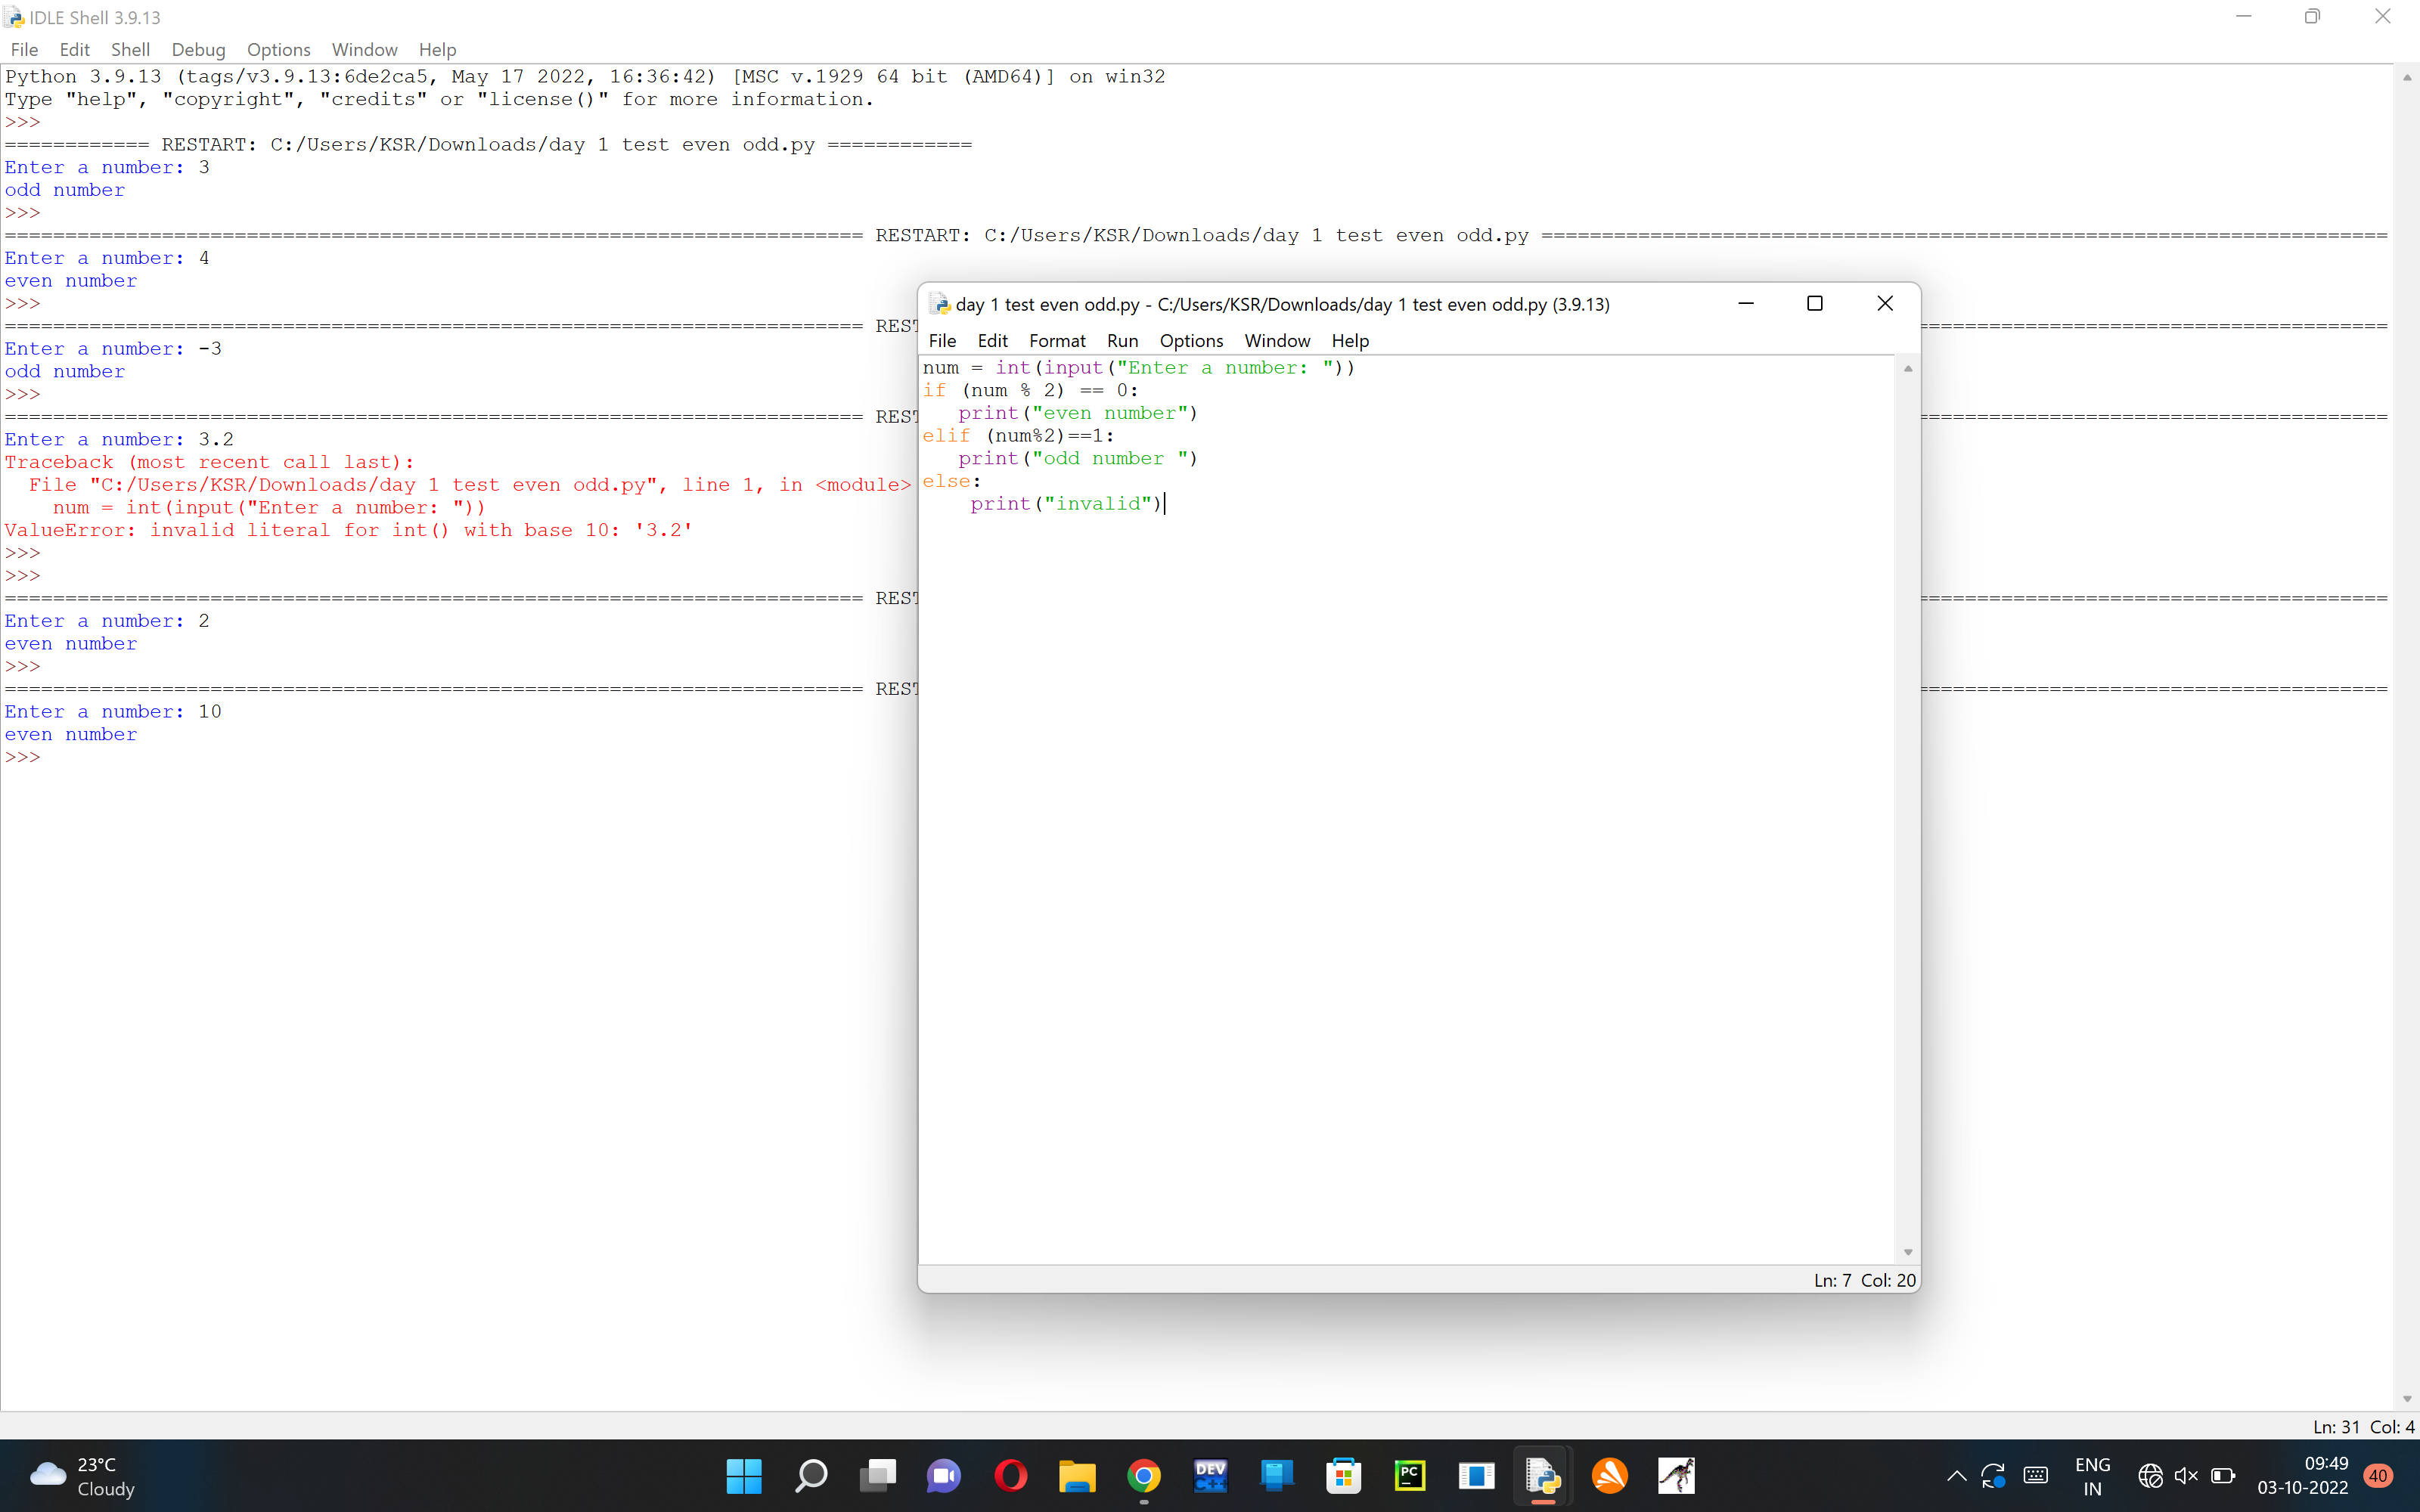 IDLE Shell 3.9.13
File Edit Shell Debug Options Window Help
Python 3.9.13 (tags/v3.9.13:6de2ca5, May 17 2022, 16:36:42) [MSC v.1929 64 bit (AMD64)] on win32
Type "help", "copyright", "credits" or "license()" for more information.
>>>
============ RESTART: C:/Users/KSR/Downloads/day 1 test even odd.py ============
Enter a number: 3
odd number
>>>
======================================================================= RESTART: C:/Users/KSR/Downloads/day 1 test even odd.py ======================================================================
Enter a number: 4
even number
>>>
======================================================================= REST
Enter a number: -3
odd number
>>>
======================================================================= REST
Enter a number: 3.2
Traceback (most recent call last):
  File "C:/Users/KSR/Downloads/day 1 test even odd.py", line 1, in <module>
    num = int(input("Enter a number: "))
ValueError: invalid literal for int() with base 10: '3.2'
>>>
>>>
======================================================================= REST
Enter a number: 2
even number
>>>
======================================================================= REST
Enter a number: 10
even number
>>>
day 1 test even odd.py - C:/Users/KSR/Downloads/day 1 test even odd.py (3.9.13)
File Edit Format Run Options Window Help
num = int(input("Enter a number: "))
if (num % 2) == 0:
   print("even number")
elif (num%2)==1:
   print("odd number ")
else:
    print("invalid")
Ln: 7 Col: 20
Ln: 31 Col: 4
23°C
Cloudy
DEV
C++
PC
ENG
IN
09:49
03-10-2022
40